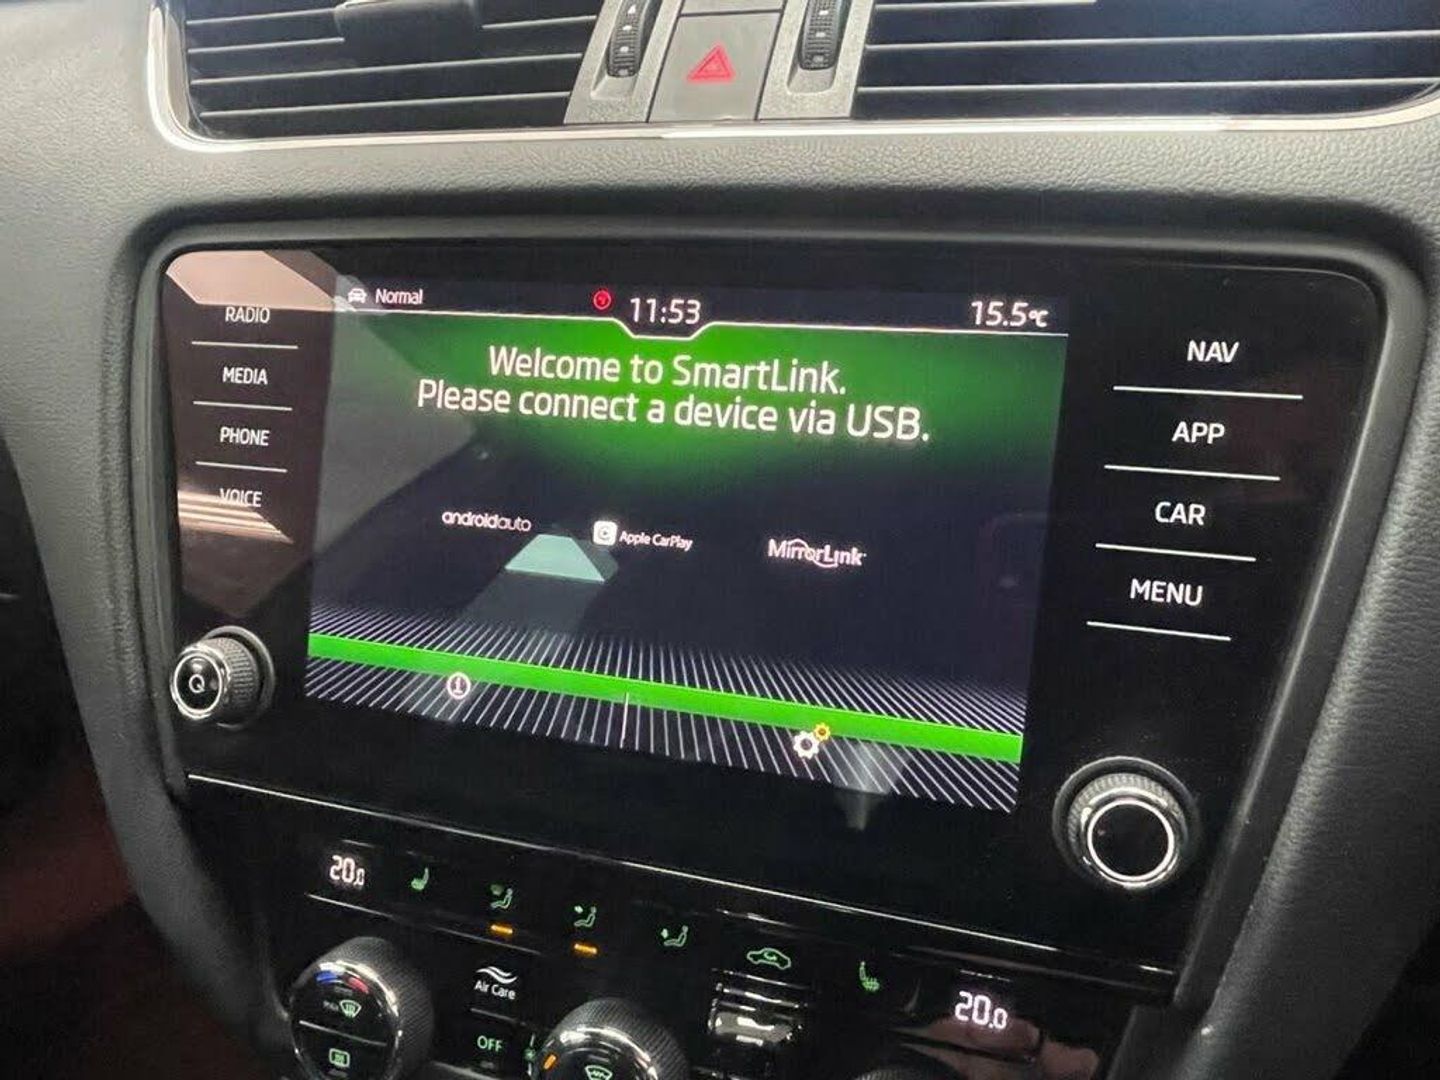 Normal
11:53
15.5°C
Welcome to SmartLink.
Please connect a device via USB.
androidauto
Apple CarPlay
MirrorLink
RADIO
MEDIA
PHONE
VOICE
NAV
APP
CAR
MENU
20.0
20.0
Air Care
OFF